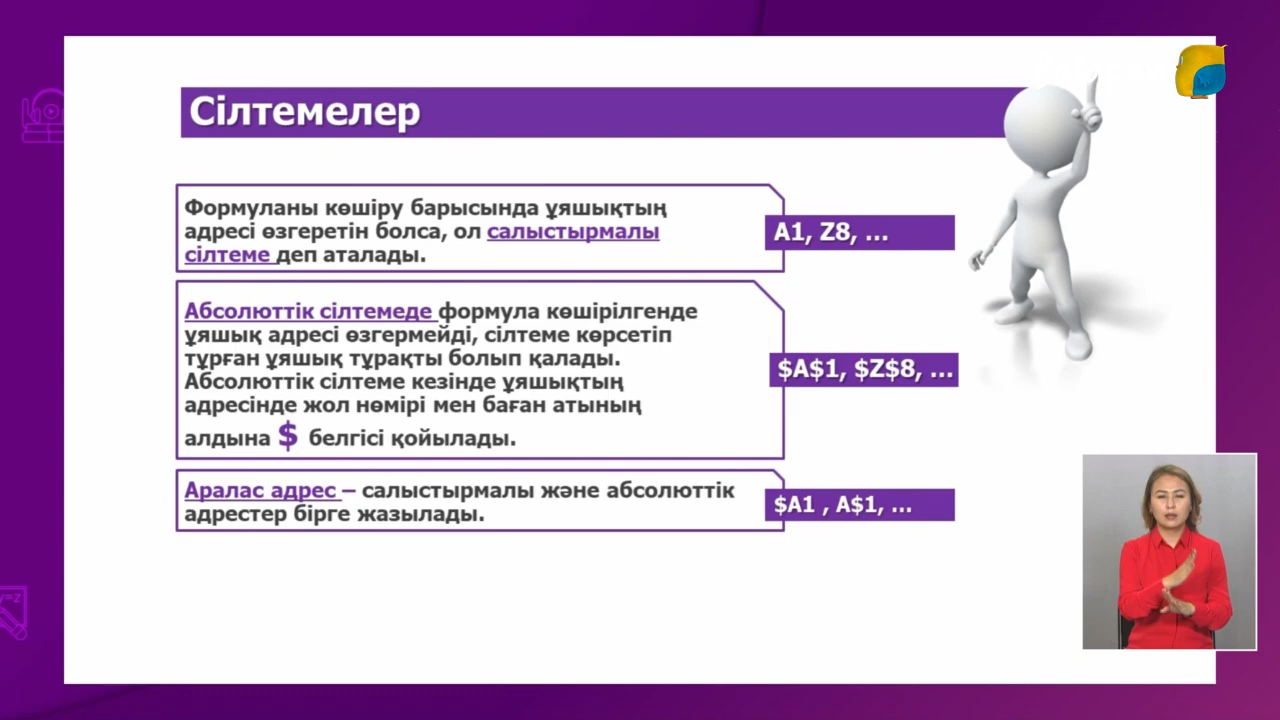 Сілтемелер
Формуланы көшіру барысында ұяшықтың
адресі өзгеретін болса, ол салыстырмалы
сілтеме деп аталады.
A1, Z8, ...
Абсолюттік сілтемеде формула көшірілгенде
ұяшық адресі өзгермейді, сілтеме көрсетіп
тұрған ұяшық тұрақты болып қалады.
Абсолюттік сілтеме кезінде ұяшықтың
адресінде жол нөмірі мен баған атының
алдына $ белгісі қойылады.
$A$1, $Z$8, ...
Аралас адрес – салыстырмалы және абсолюттік
адрестер бірге жазылады.
$A1 , A$1, ...
y=z